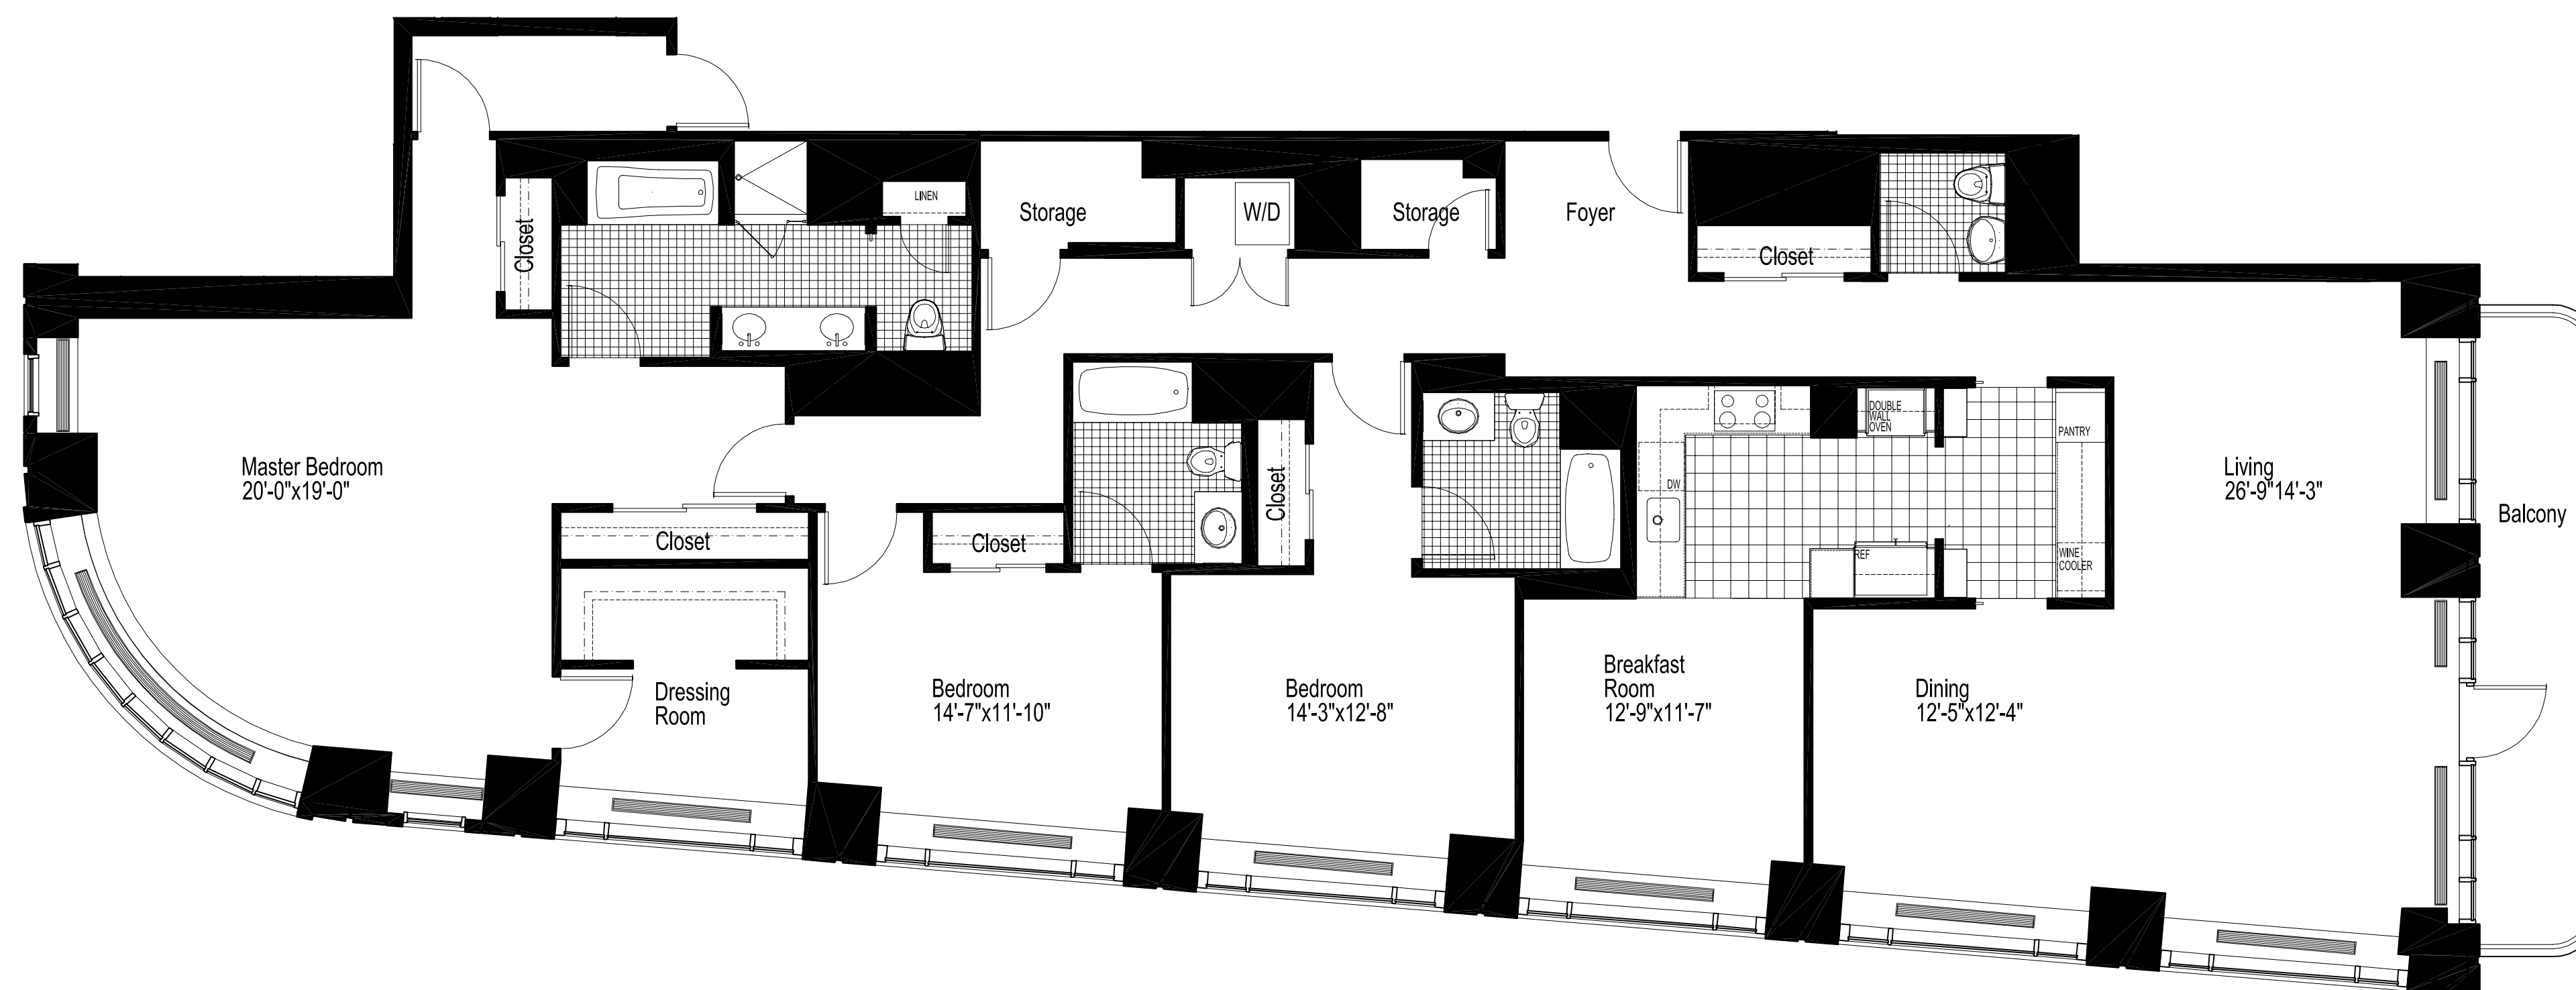 LINEN
Storage
W/D
Storage
Foyer
Closet
Closet
DOUBLE
WALL
OVEN
PANTRY
Master Bedroom
20'-0"x19'-0"
DW
Living
26'-9"14'-3"
Closet
Balcony
Closet
Closet
REF
WINE
COOLER
Dressing
Room
Bedroom
14'-7"x11'-10"
Bedroom
14'-3"x12'-8"
Breakfast
Room
12'-9"x11'-7"
Dining
12'-5"x12'-4"